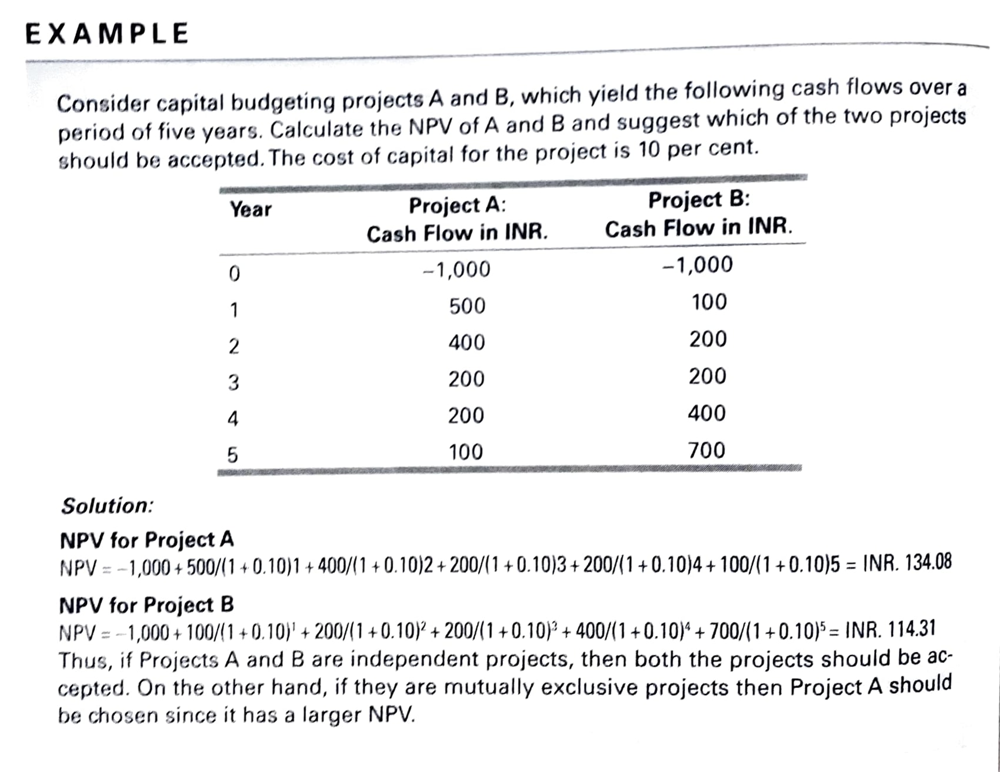 EXAMPLE
Consider capital budgeting projects A and B, which yield the following cash flows over a
period of five years. Calculate the NPV of A and B and suggest which of the two projects
should be accepted. The cost of capital for the project is 10 per cent.
Year Project A: Project B:
Cash Flow in INR. Cash Flow in INR.
0 –1,000 –1,000
1 500 100
2 400 200
3 200 200
4 200 400
5 100 700
Solution:
NPV for Project A
NPV = –1,000 + 500/(1 + 0.10)1 + 400/(1 + 0.10)2 + 200/(1 + 0.10)3 + 200/(1 + 0.10)4 + 100/(1 + 0.10)5 = INR. 134.08
NPV for Project B
NPV = –1,000 + 100/(1 + 0.10)¹ + 200/(1 + 0.10)² + 200/(1 + 0.10)³ + 400/(1 + 0.10)⁴ + 700/(1 + 0.10)⁵ = INR. 114.31
Thus, if Projects A and B are independent projects, then both the projects should be ac-
cepted. On the other hand, if they are mutually exclusive projects then Project A should
be chosen since it has a larger NPV.